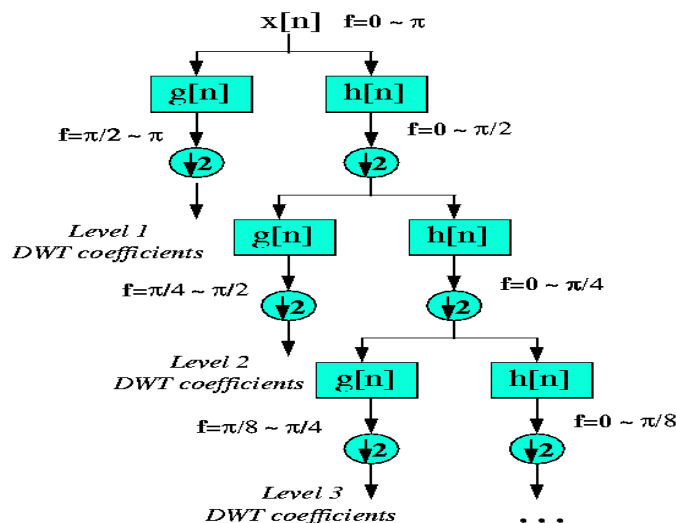 x[n] f=0 ~ π
g[n] h[n]
f=π/2 ~ π f=0 ~ π/2
↓2 ↓2
Level 1
DWT coefficients
g[n] h[n]
f=π/4 ~ π/2 f=0 ~ π/4
↓2 ↓2
Level 2
DWT coefficients
g[n] h[n]
f=π/8 ~ π/4 f=0 ~ π/8
↓2 ↓2
Level 3
DWT coefficients
...